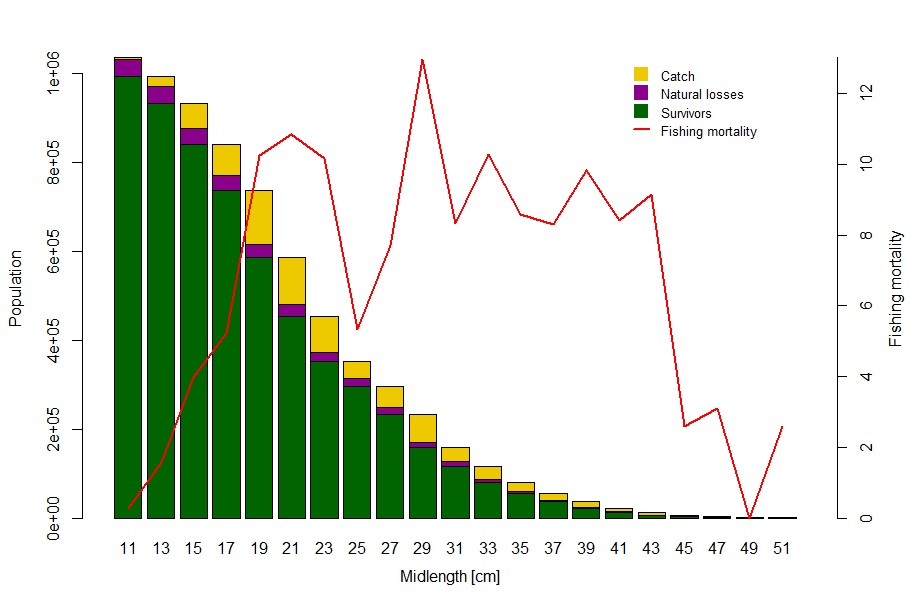 Catch
Natural losses
Survivors
Fishing mortality
Population
0e+00 2e+05 4e+05 6e+05 8e+05 1e+06
0 2 4 6 8 10 12
Fishing mortality
11 13 15 17 19 21 23 25 27 29 31 33 35 37 39 41 43 45 47 49 51
Midlength [cm]